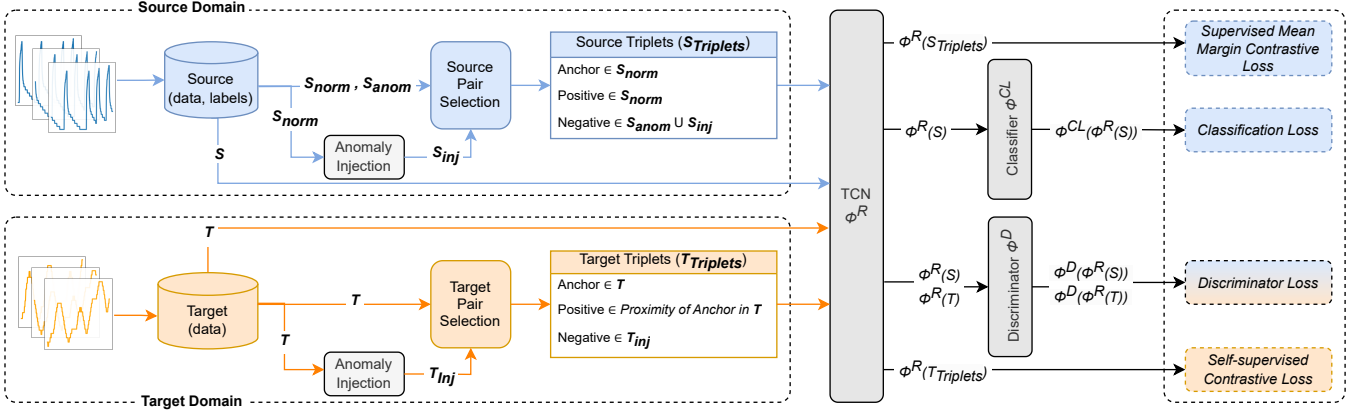 Source Domain
Source
(data, labels)
S_norm , S_anom
S_norm
S
Anomaly
Injection
S_inj
Source
Pair
Selection
Source Triplets (S_Triplets)
Anchor ∈ S_norm
Positive ∈ S_norm
Negative ∈ S_anom ∪ S_inj
Target Domain
Target
(data)
T
T
T
Anomaly
Injection
T_Inj
Target
Pair
Selection
Target Triplets (T_Triplets)
Anchor ∈ T
Positive ∈ Proximity of Anchor in T
Negative ∈ T_inj
TCN
Φ^R
Φ^R(S_Triplets)
Φ^R(S)
Classifier Φ^CL
Φ^CL(Φ^R(S))
Φ^R(S)
Φ^R(T)
Discriminator Φ^D
Φ^D(Φ^R(S))
Φ^D(Φ^R(T))
Φ^R(T_Triplets)
Supervised Mean
Margin Contrastive
Loss
Classification Loss
Discriminator Loss
Self-supervised
Contrastive Loss